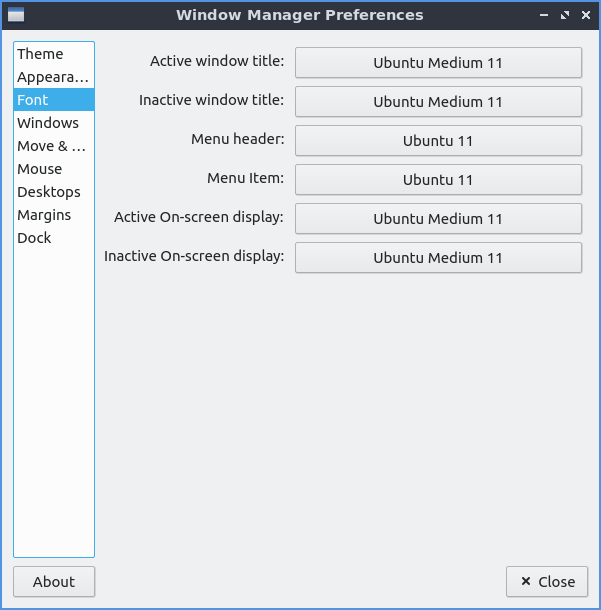 Window Manager Preferences
Theme
Appeara...
Font
Windows
Move & ...
Mouse
Desktops
Margins
Dock
Active window title: Ubuntu Medium 11
Inactive window title: Ubuntu Medium 11
Menu header: Ubuntu 11
Menu Item: Ubuntu 11
Active On-screen display: Ubuntu Medium 11
Inactive On-screen display: Ubuntu Medium 11
About
Close